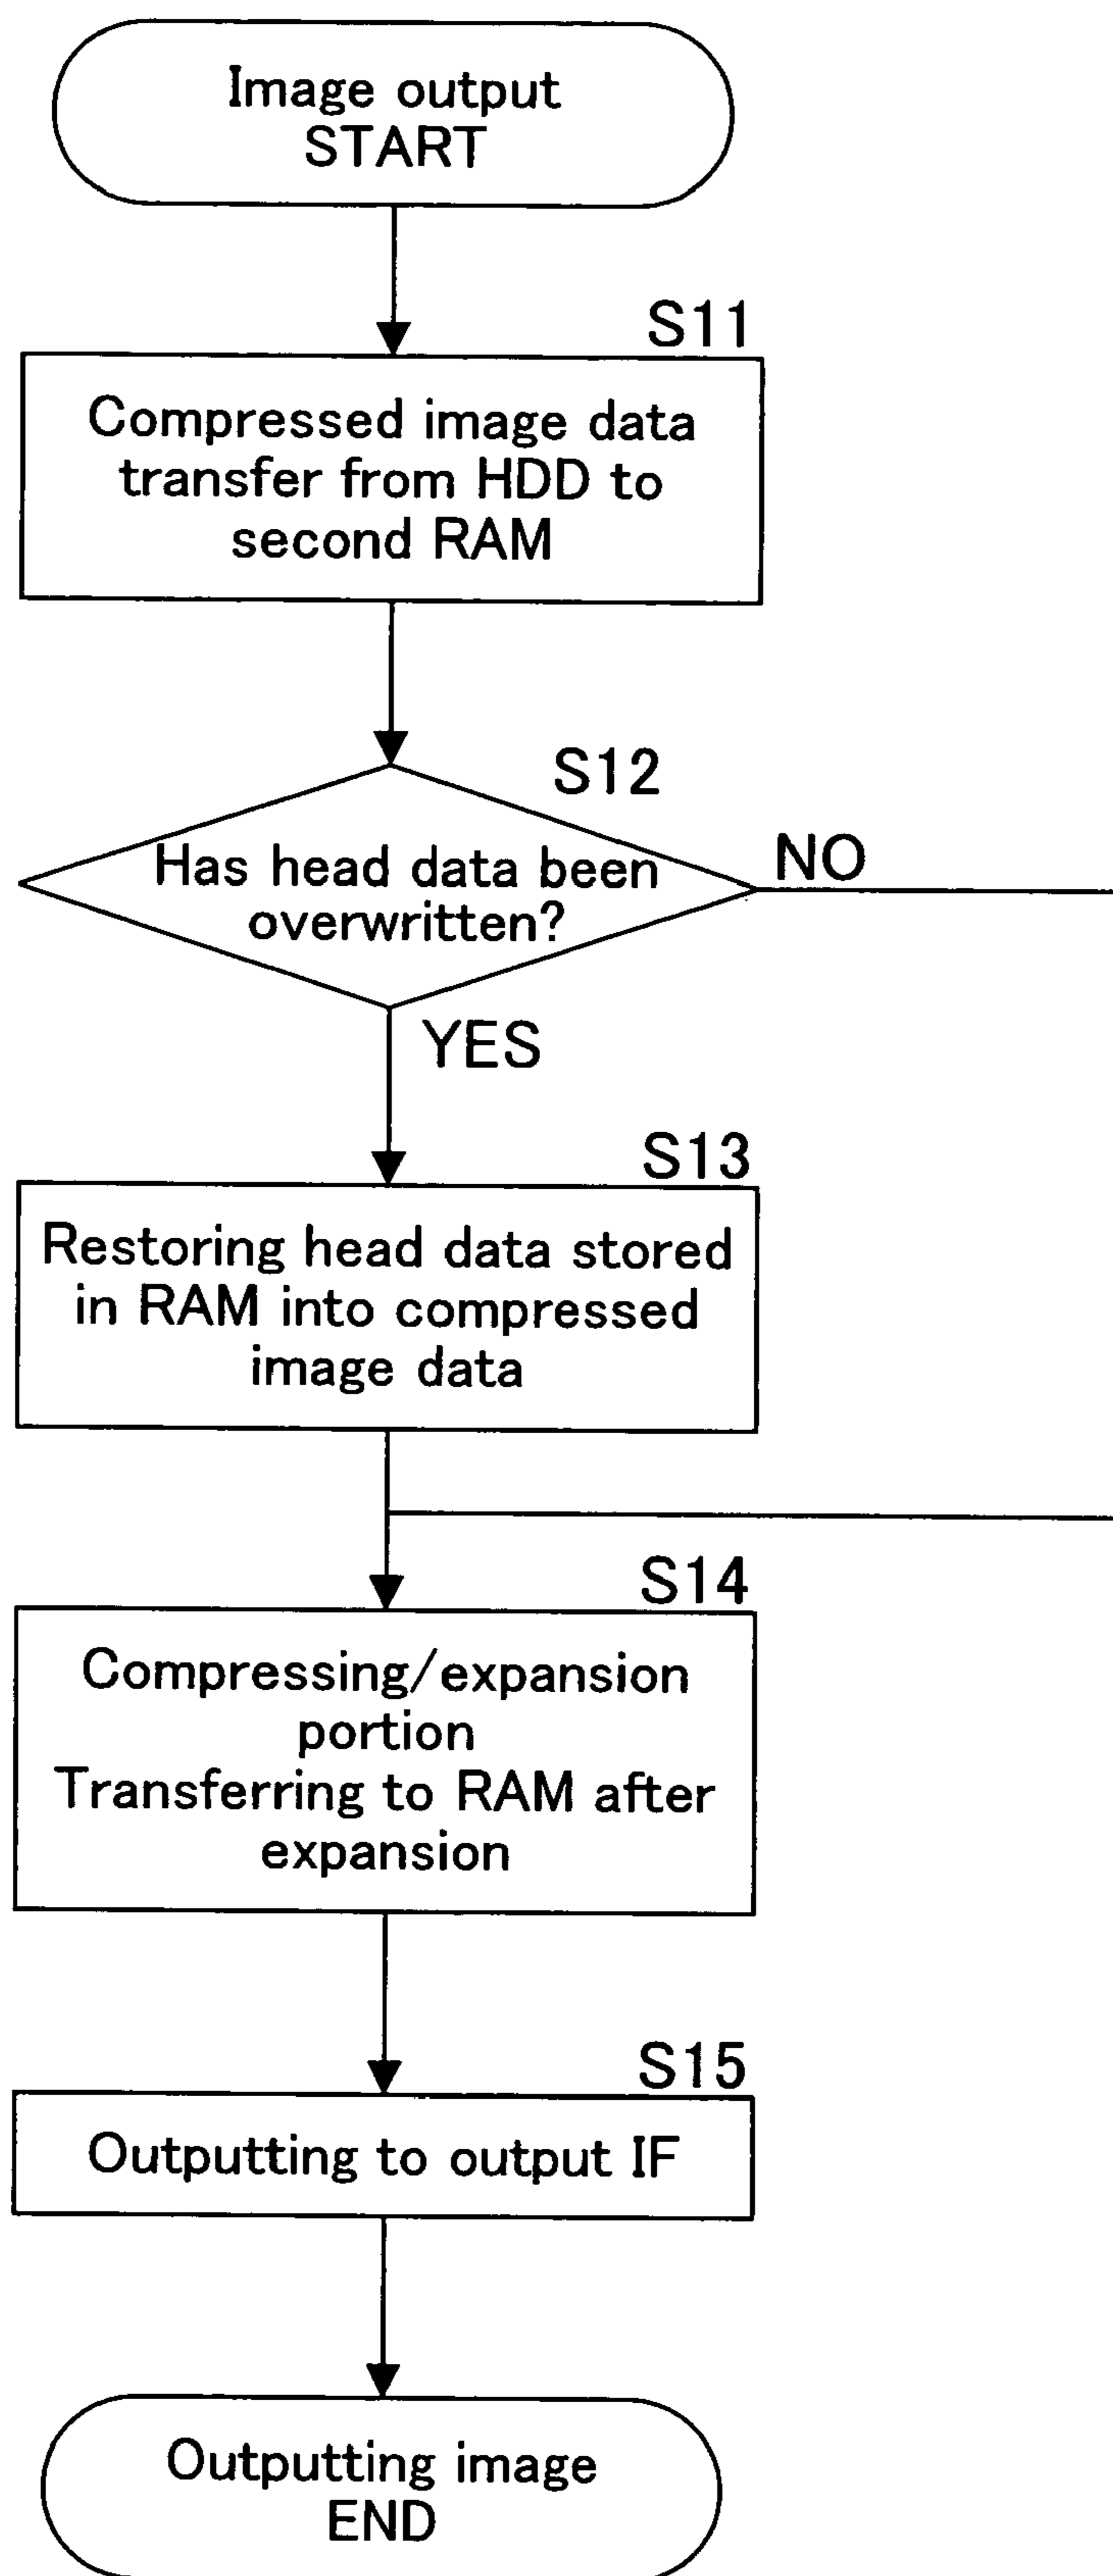 Image output
START
S11
Compressed image data
transfer from HDD to
second RAM
S12
Has head data been
overwritten?
NO
YES
S13
Restoring head data stored
in RAM into compressed
image data
S14
Compressing/expansion
portion
Transferring to RAM after
expansion
S15
Outputting to output IF
Outputting image
END